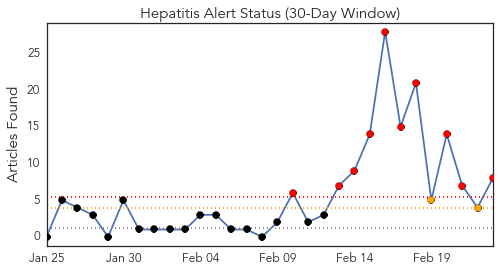 Hepatitis Alert Status (30-Day Window)
Articles Found
25
20
15
10
5
0
Jan 25
Jan 30
Feb 04
Feb 09
Feb 14
Feb 19